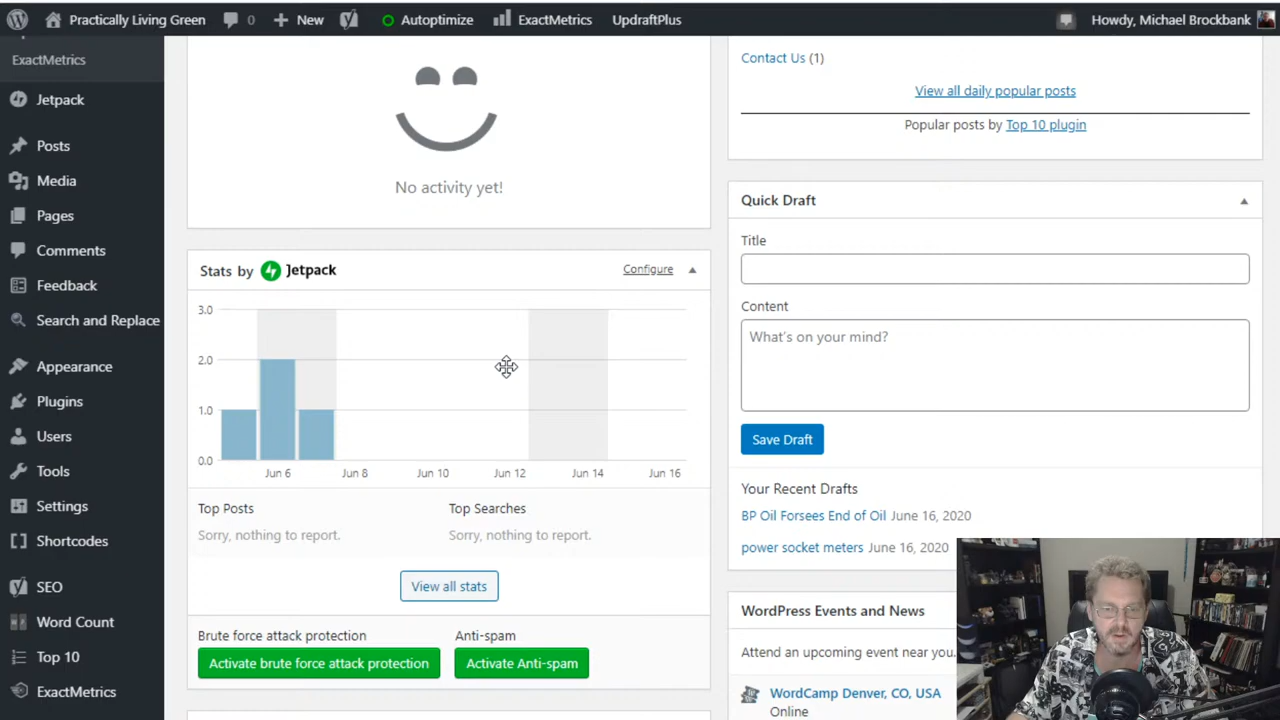 Practically Living Green 0 New Autoptimize ExactMetrics UpdraftPlus Howdy, Michael Brockbank
ExactMetrics
Jetpack
Posts
Media
Pages
Comments
Feedback
Search and Replace
Appearance
Plugins
Users
Tools
Settings
Shortcodes
SEO
Word Count
Top 10
ExactMetrics
No activity yet!
Stats by Jetpack Configure
3.0
2.0
1.0
0.0
Jun 6 Jun 8 Jun 10 Jun 12 Jun 14 Jun 16
Top Posts Top Searches
Sorry, nothing to report. Sorry, nothing to report.
View all stats
Brute force attack protection Anti-spam
Activate brute force attack protection Activate Anti-spam
Contact Us (1)
View all daily popular posts
Popular posts by Top 10 plugin
Quick Draft
Title
Content
What's on your mind?
Save Draft
Your Recent Drafts
BP Oil Forsees End of Oil June 16, 2020
power socket meters June 16, 2020
WordPress Events and News
Attend an upcoming event near you.
WordCamp Denver, CO, USA
Online